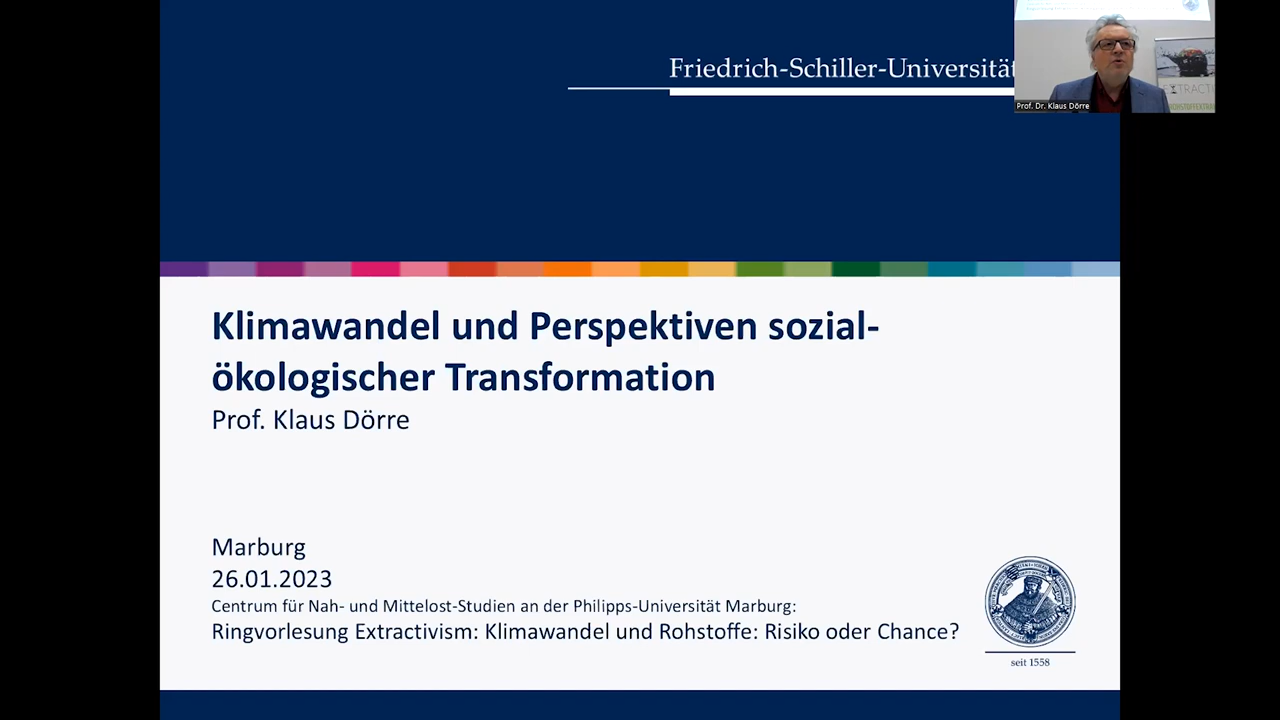 Friedrich-Schiller-Universität
Prof. Dr. Klaus Dörre
Klimawandel und Perspektiven sozial-
ökologischer Transformation
Prof. Klaus Dörre
Marburg
26.01.2023
Centrum für Nah- und Mittelost-Studien an der Philipps-Universität Marburg:
Ringvorlesung Extractivism: Klimawandel und Rohstoffe: Risiko oder Chance?
seit 1558